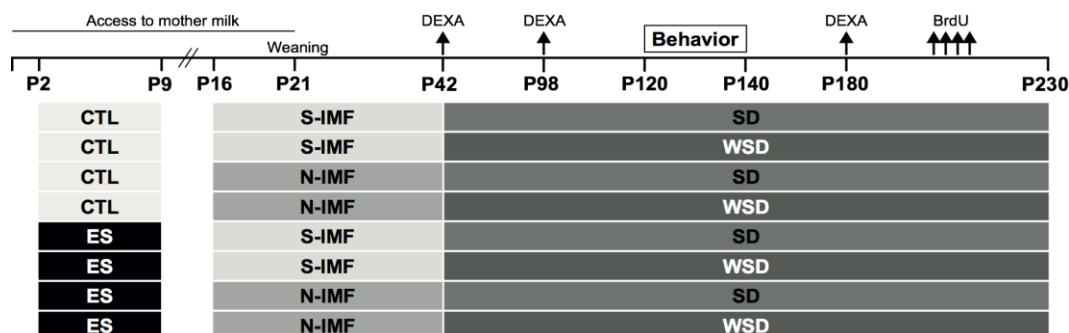 Access to mother milk DEXA DEXA DEXA BrdU
Weaning Behavior
P2 P9 P16 P21 P42 P98 P120 P140 P180 P230
CTL S-IMF SD
CTL S-IMF WSD
CTL N-IMF SD
CTL N-IMF WSD
ES S-IMF SD
ES S-IMF WSD
ES N-IMF SD
ES N-IMF WSD